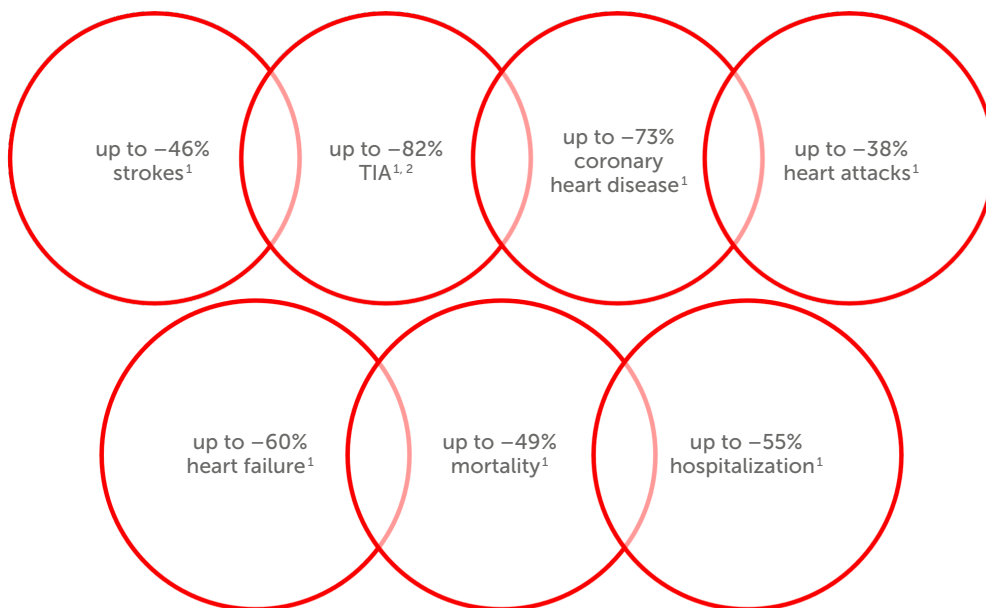 up to −46%
strokes¹
up to −82%
TIA¹,²
up to −73%
coronary
heart disease¹
up to −38%
heart attacks¹
up to −60%
heart failure¹
up to −49%
mortality¹
up to −55%
hospitalization¹